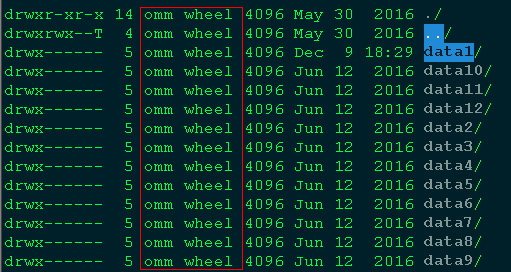 drwxr-xr-x 14 omm wheel 4096 May 30  2016 ./
drwxrwx--T  4 omm wheel 4096 May 30  2016 ../
drwx------  5 omm wheel 4096 Dec  9 18:29 data1/
drwx------  5 omm wheel 4096 Jun 12  2016 data10/
drwx------  5 omm wheel 4096 Jun 12  2016 data11/
drwx------  5 omm wheel 4096 Jun 12  2016 data12/
drwx------  5 omm wheel 4096 Jun 12  2016 data2/
drwx------  5 omm wheel 4096 Jun 12  2016 data3/
drwx------  5 omm wheel 4096 Jun 12  2016 data4/
drwx------  5 omm wheel 4096 Jun 12  2016 data5/
drwx------  5 omm wheel 4096 Jun 12  2016 data6/
drwx------  5 omm wheel 4096 Jun 12  2016 data7/
drwx------  5 omm wheel 4096 Jun 12  2016 data8/
drwx------  5 omm wheel 4096 Jun 12  2016 data9/